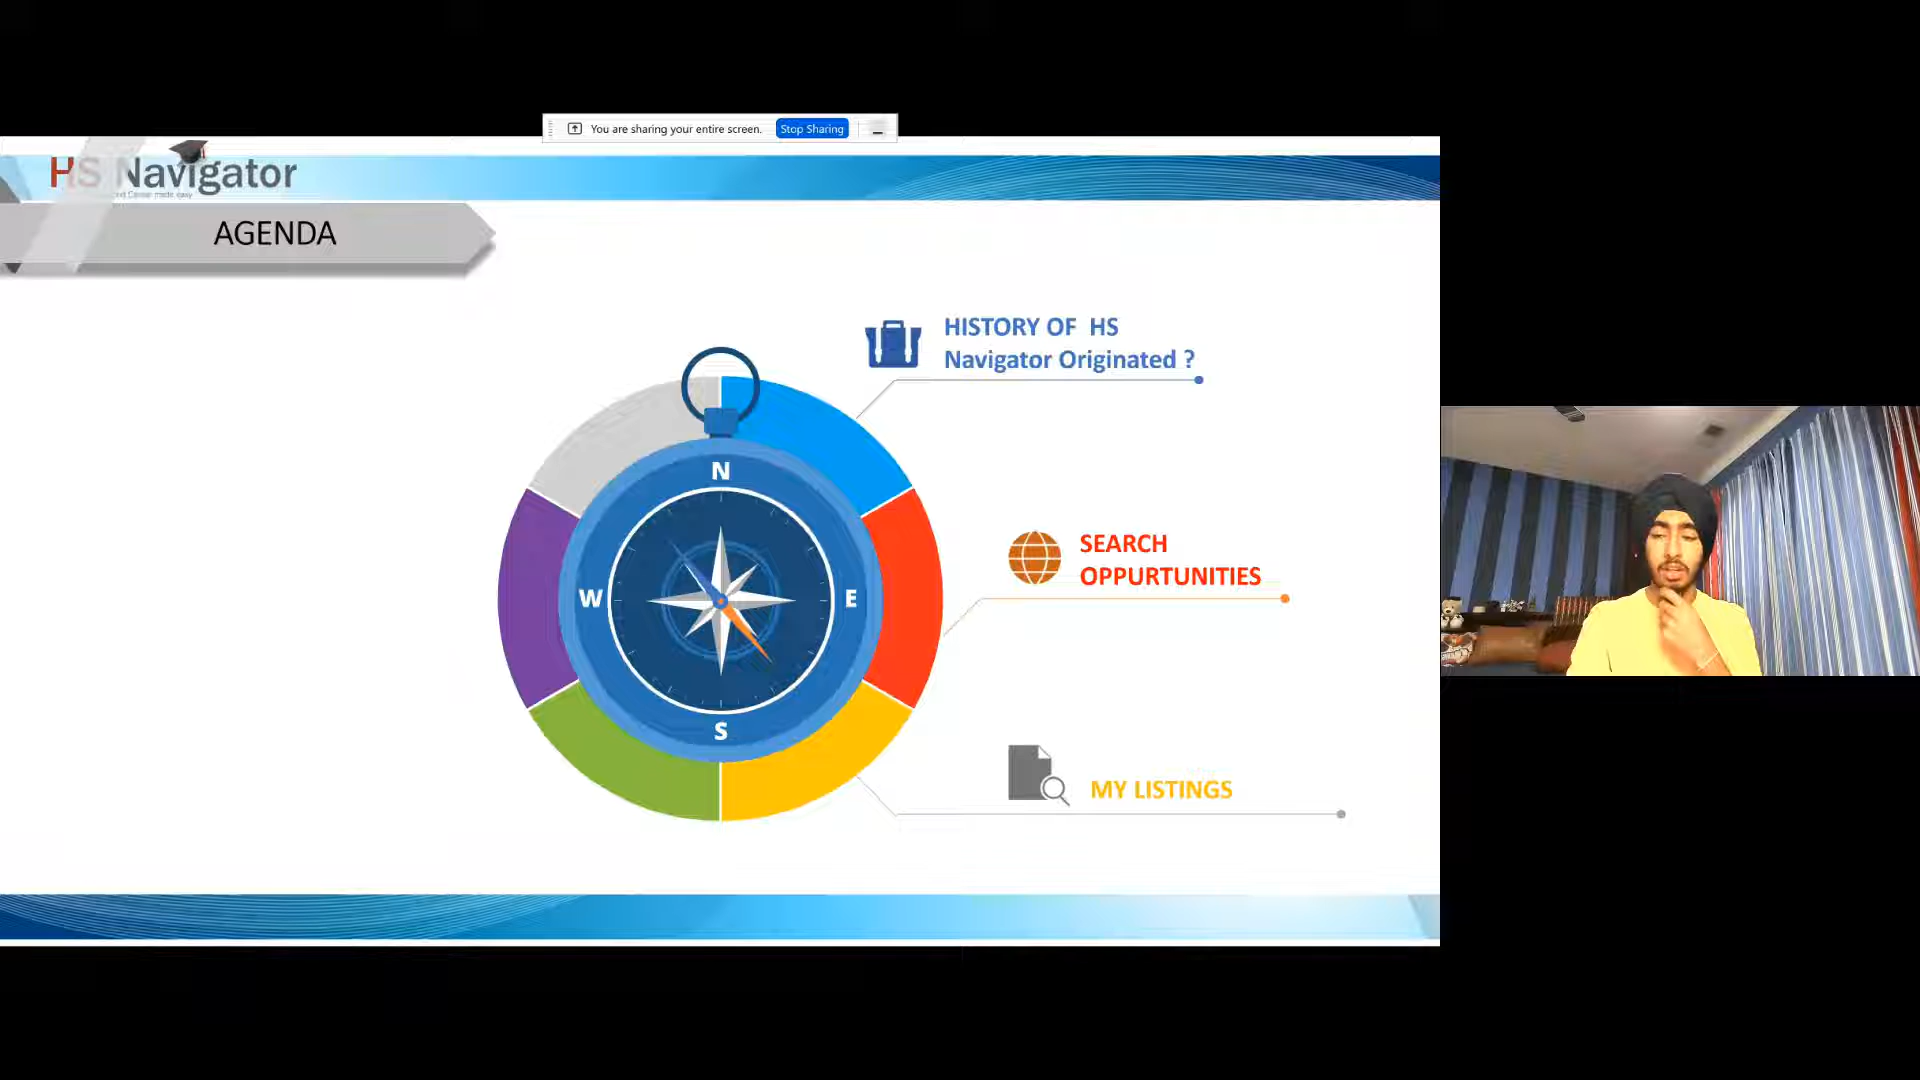 You are sharing your entire screen. Stop Sharing
HS Navigator
AGENDA
HISTORY OF HS
Navigator Originated ?
N
W
E
S
SEARCH
OPPURTUNITIES
MY LISTINGS